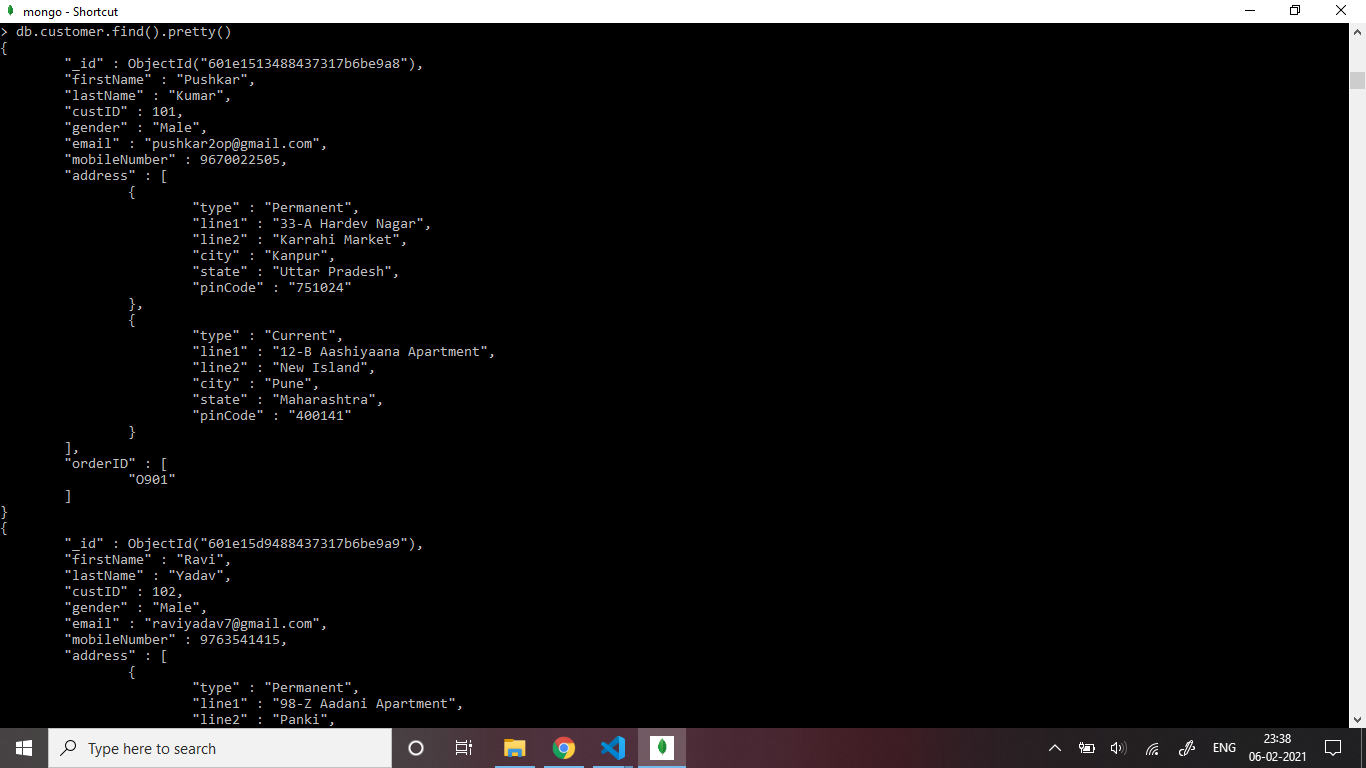 mongo - Shortcut
> db.customer.find().pretty()
{
"_id" : ObjectId("601e1513488437317b6be9a8"),
"firstName" : "Pushkar",
"lastName" : "Kumar",
"custID" : 101,
"gender" : "Male",
"email" : "pushkar2op@gmail.com",
"mobileNumber" : 9670022505,
"address" : [
{
"type" : "Permanent",
"line1" : "33-A Hardev Nagar",
"line2" : "Karrahi Market",
"city" : "Kanpur",
"state" : "Uttar Pradesh",
"pinCode" : "751024"
},
{
"type" : "Current",
"line1" : "12-B Aashiyaana Apartment",
"line2" : "New Island",
"city" : "Pune",
"state" : "Maharashtra",
"pinCode" : "400141"
}
],
"orderID" : [
"O901"
]
}
{
"_id" : ObjectId("601e15d9488437317b6be9a9"),
"firstName" : "Ravi",
"lastName" : "Yadav",
"custID" : 102,
"gender" : "Male",
"email" : "raviyadav7@gmail.com",
"mobileNumber" : 9763541415,
"address" : [
{
"type" : "Permanent",
"line1" : "98-Z Aadani Apartment",
"line2" : "Panki",
Type here to search
ENG
23:38
06-02-2021